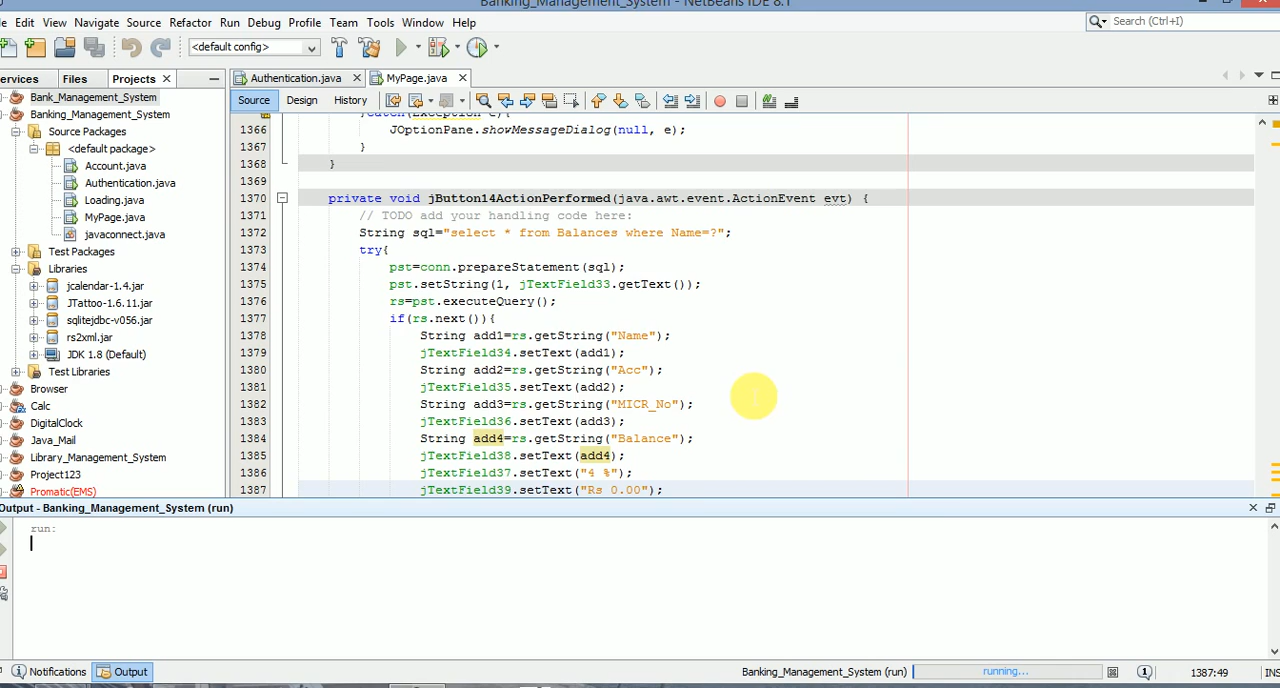 Banking_Management_System - NetBeans IDE 8.1
Edit View Navigate Source Refactor Run Debug Profile Team Tools Window Help
Search (Ctrl+I)
<default config>
ervices Files Projects
Authentication.java MyPage.java
Source Design History
Bank_Management_System
Banking_Management_System
Source Packages
<default package>
Account.java
Authentication.java
Loading.java
MyPage.java
javaconnect.java
Test Packages
Libraries
jcalendar-1.4.jar
JTattoo-1.6.11.jar
sqlitejdbc-v056.jar
rs2xml.jar
JDK 1.8 (Default)
Test Libraries
Browser
Calc
DigitalClock
Java_Mail
Library_Management_System
Project123
Promatic(EMS)
}catch(Exception e){
1366 JOptionPane.showMessageDialog(null, e);
1367 }
1368 }
1369
1370 private void jButton14ActionPerformed(java.awt.event.ActionEvent evt) {
1371 // TODO add your handling code here:
1372 String sql="select * from Balances where Name=?";
1373 try{
1374 pst=conn.prepareStatement(sql);
1375 pst.setString(1, jTextField33.getText());
1376 rs=pst.executeQuery();
1377 if(rs.next()){
1378 String add1=rs.getString("Name");
1379 jTextField34.setText(add1);
1380 String add2=rs.getString("Acc");
1381 jTextField35.setText(add2);
1382 String add3=rs.getString("MICR_No");
1383 jTextField36.setText(add3);
1384 String add4=rs.getString("Balance");
1385 jTextField38.setText(add4);
1386 jTextField37.setText("4 %");
1387 jTextField39.setText("Rs 0.00");
Output - Banking_Management_System (run)
run:
Notifications Output
Banking_Management_System (run) running... 1387:49 INS